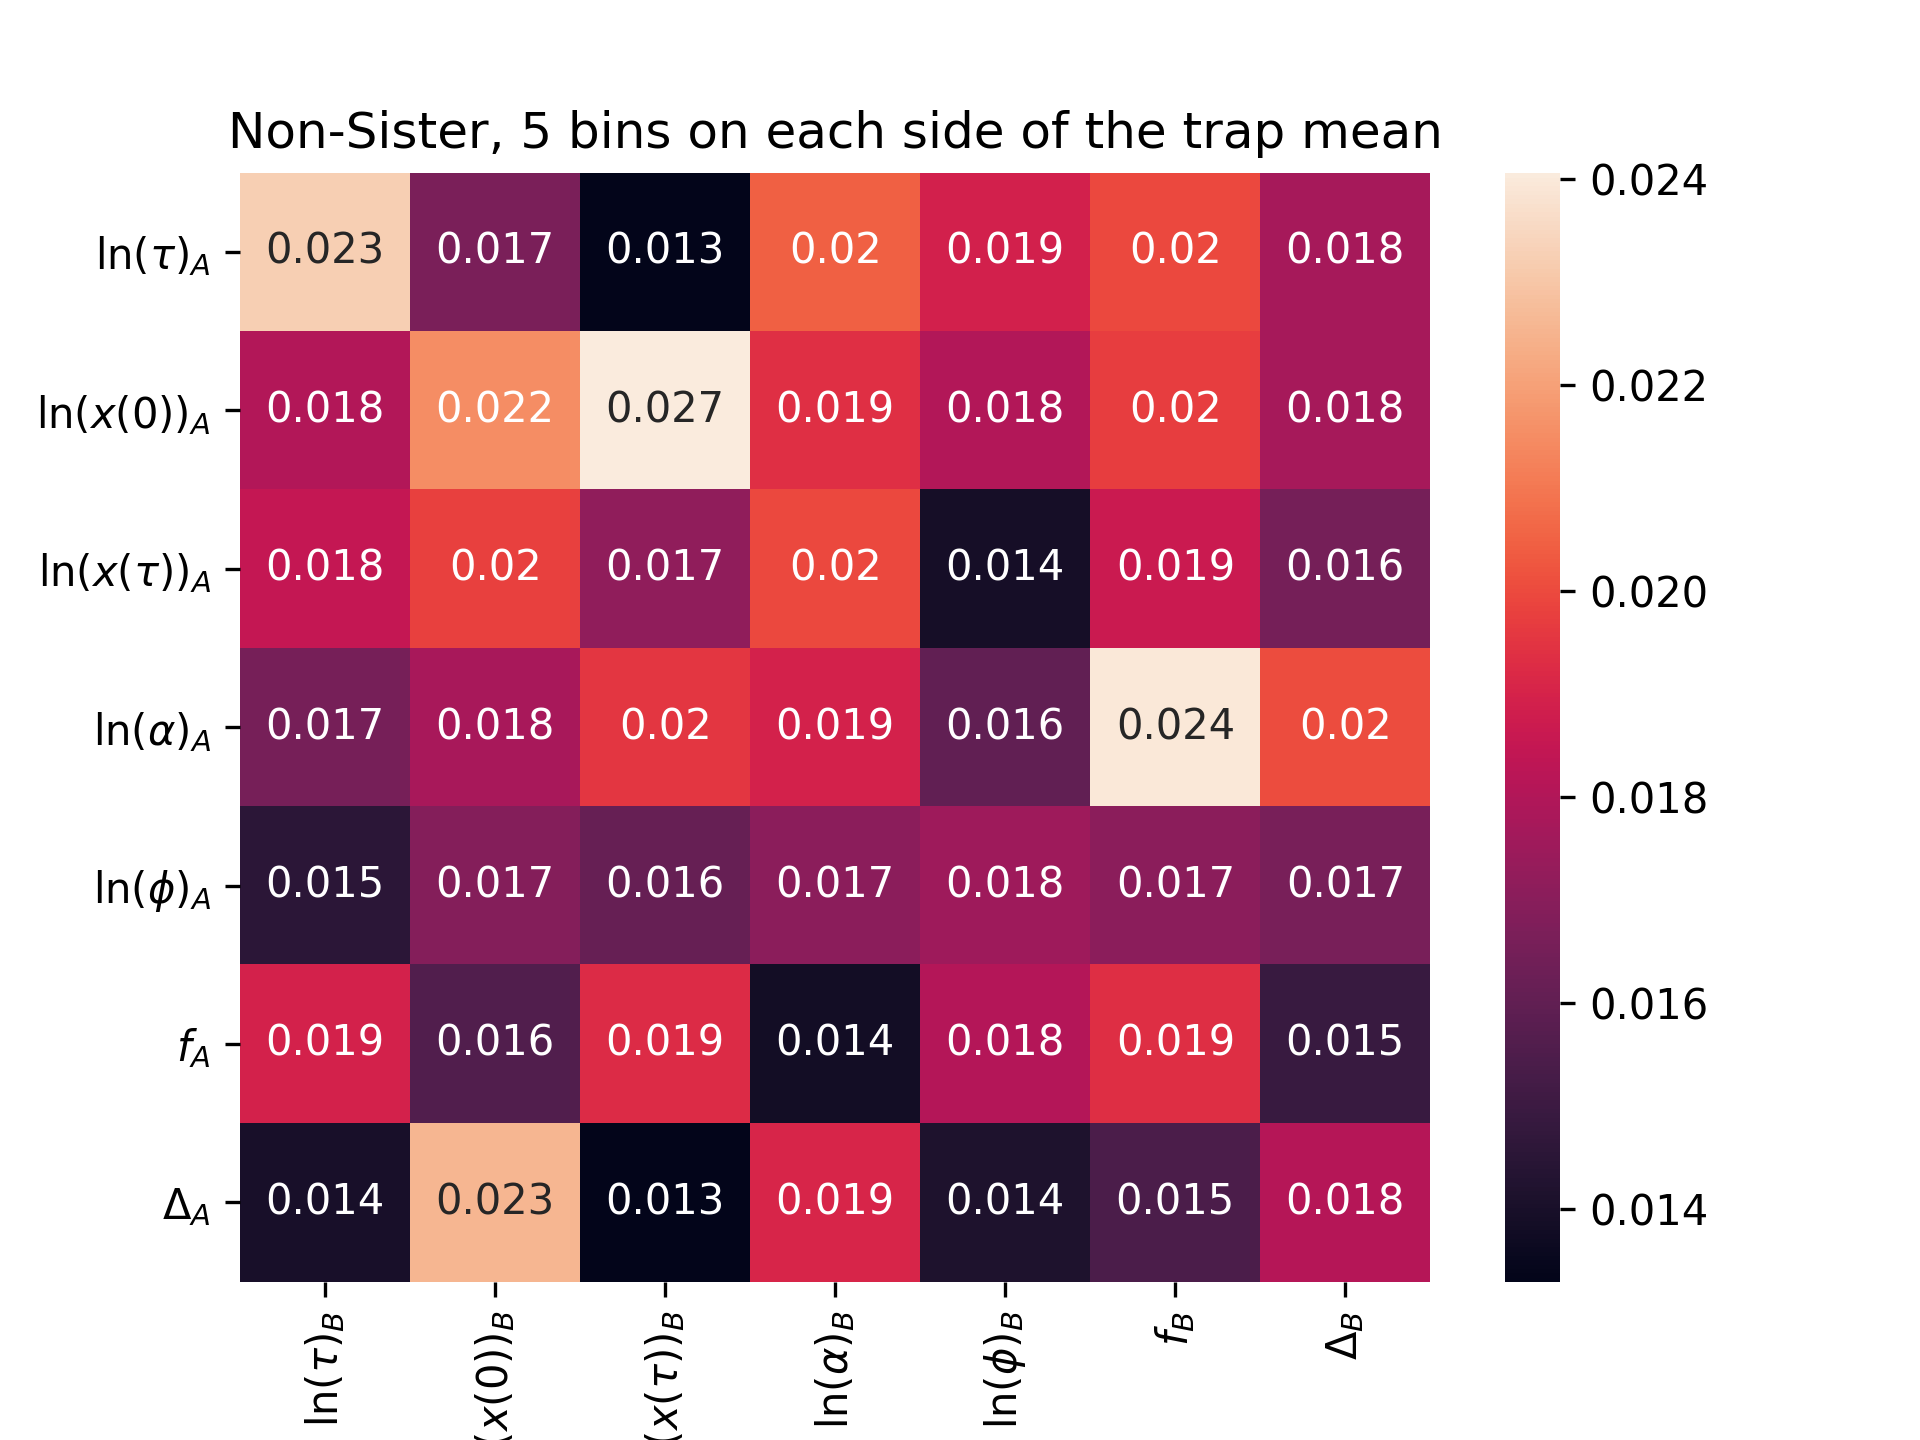 Non-Sister, 5 bins on each side of the trap mean
ln(τ)_A 0.023 0.017 0.013 0.02 0.019 0.02 0.018
ln(x(0))_A 0.018 0.022 0.027 0.019 0.018 0.02 0.018
ln(x(τ))_A 0.018 0.02 0.017 0.02 0.014 0.019 0.016
ln(α)_A 0.017 0.018 0.02 0.019 0.016 0.024 0.02
ln(ϕ)_A 0.015 0.017 0.016 0.017 0.018 0.017 0.017
f_A 0.019 0.016 0.019 0.014 0.018 0.019 0.015
Δ_A 0.014 0.023 0.013 0.019 0.014 0.015 0.018
ln(τ)_B (x(0))_B (x(τ))_B ln(α)_B ln(ϕ)_B f_B Δ_B
0.024
0.022
0.020
0.018
0.016
0.014